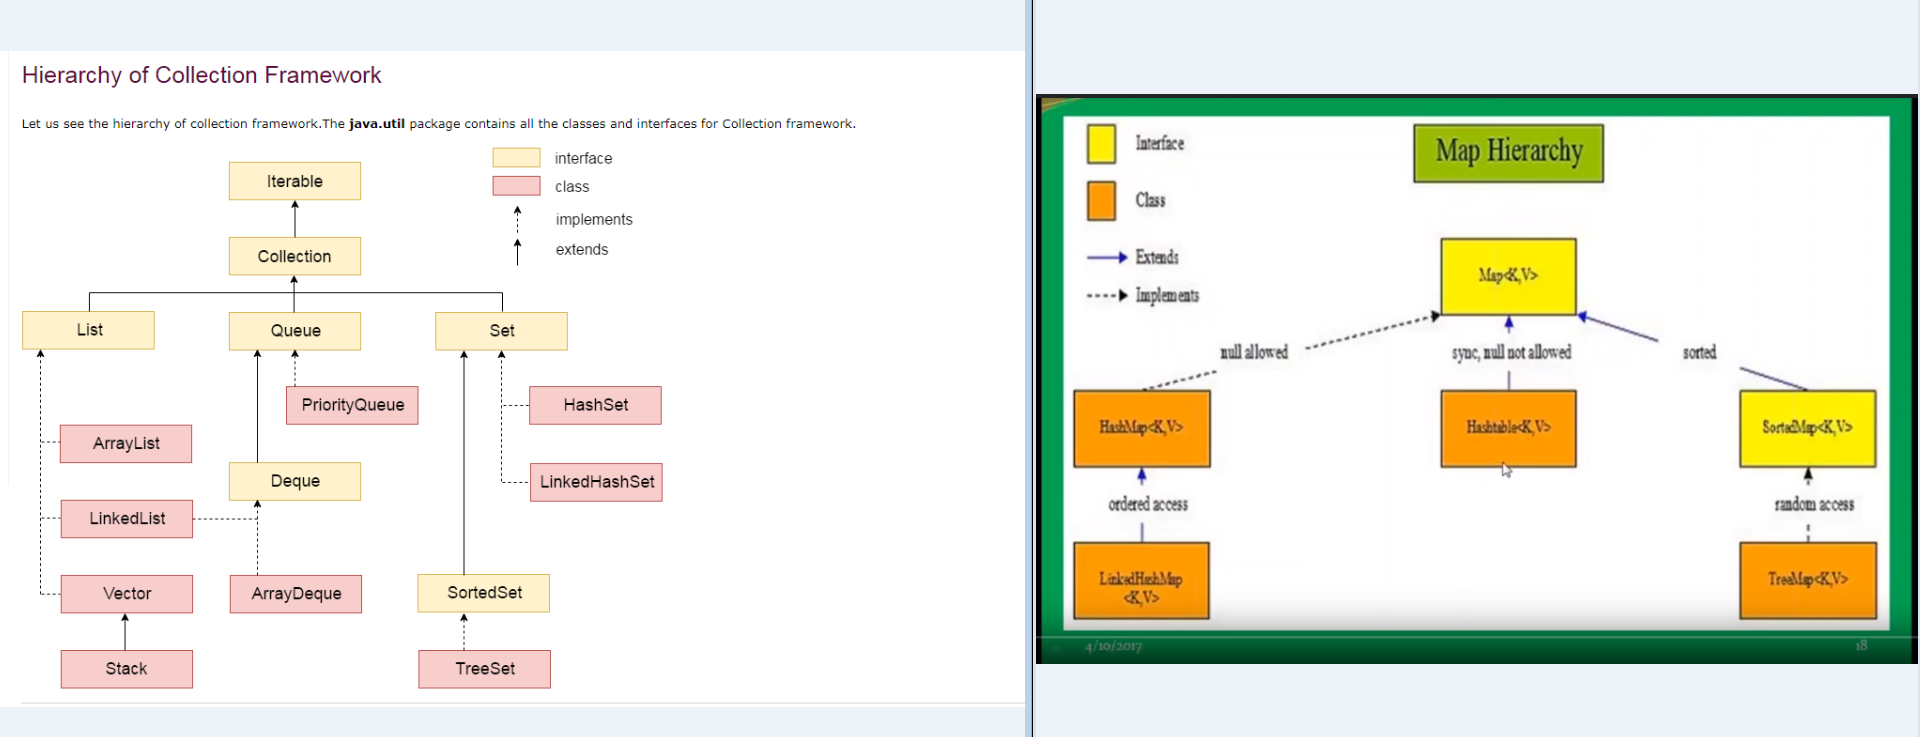 Hierarchy of Collection Framework
Let us see the hierarchy of collection framework.The java.util package contains all the classes and interfaces for Collection framework.
interface
class
implements
extends
Iterable
Collection
List
Queue
Set
PriorityQueue
HashSet
ArrayList
Deque
LinkedHashSet
LinkedList
Vector
ArrayDeque
SortedSet
Stack
TreeSet
Interface
Map Hierarchy
Class
Extends
Implements
Map<K,V>
null allowed
sync, null not allowed
sorted
HashMap<K,V>
Hashtable<K,V>
SortedMap<K,V>
ordered access
random access
LinkedHashMap
<K,V>
TreeMap<K,V>
4/10/2017
18